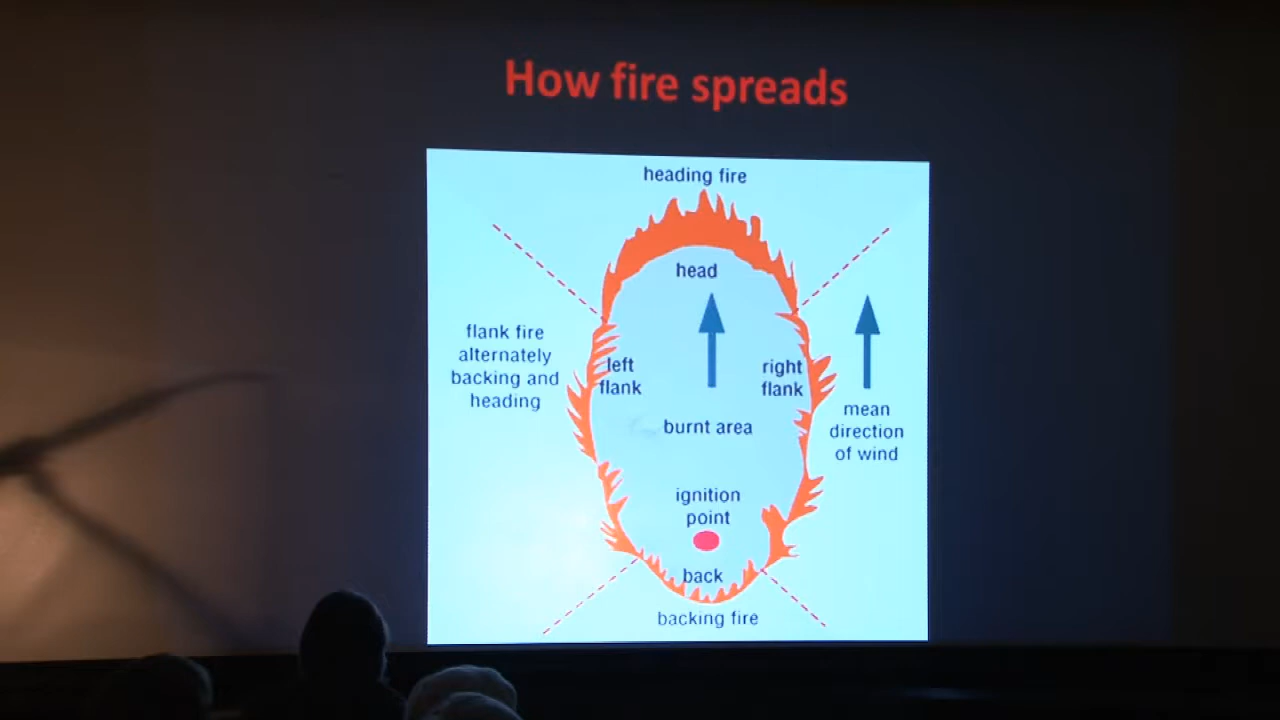 How fire spreads
heading fire
head
flank fire
alternately
backing and
heading
left
flank
right
flank
mean
direction
of wind
burnt area
ignition
point
back
backing fire